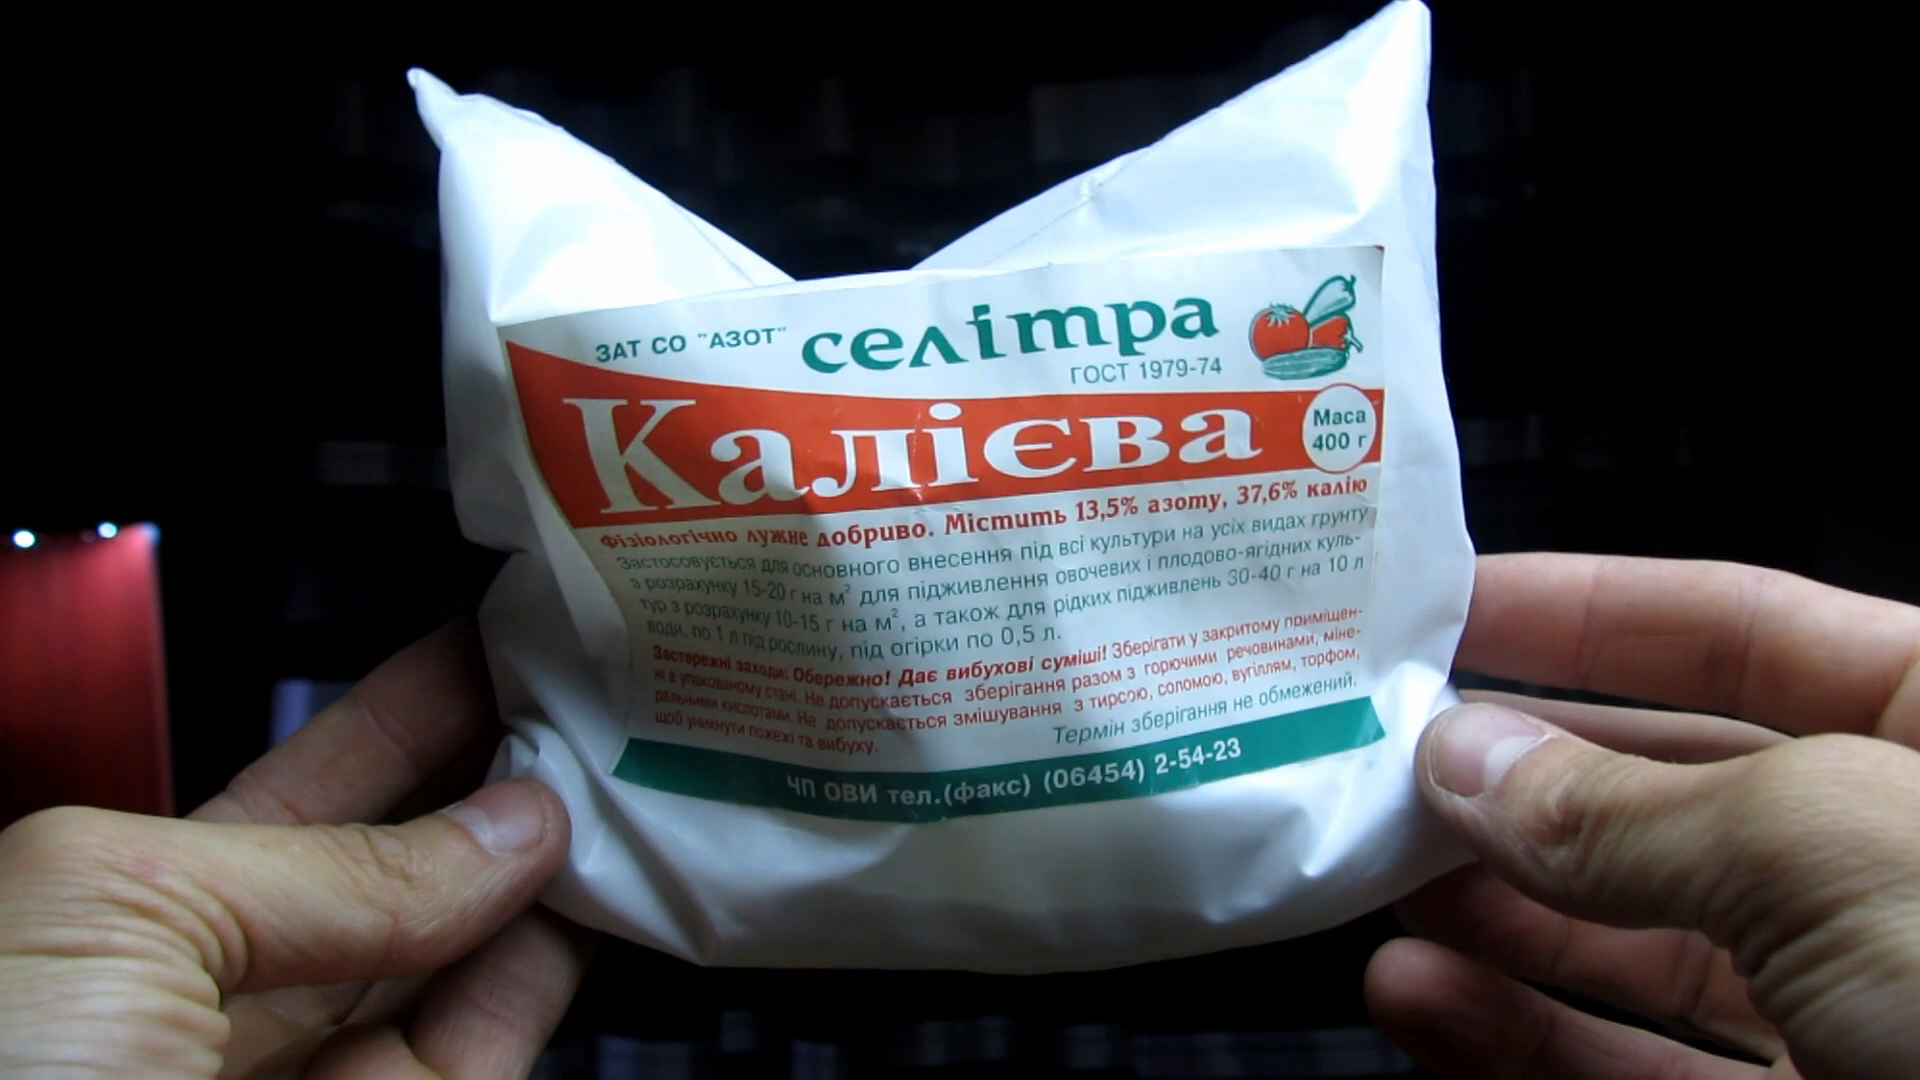 ЗАТ СО "АЗОТ" селітра
ГОСТ 1979-74
Калієва
Маса
400 г
Фізіологічно лужне добриво. Містить 13,5% азоту, 37,6% калію
Застосовується для основного внесення під всі культури на усіх видах грунту
з розрахунку 15-20 г на м² для підживлення овочевих і плодово-ягідних куль-
тур з розрахунку 10-15 г на м², а також для рідких підживлень 30-40 г на 10 л
води, по 1 л під рослину, під огірки по 0,5 л.
Застережні заходи: Обережно! Дає вибухові суміші! Зберігати у закритому приміщен-
ні в упакованому стані. Не допускається зберігання разом з горючими речовинами, міне-
ральними кислотами. Не допускається змішування з тирсою, соломою, вугіллям, торфом,
щоб уникнути пожежі та вибуху.
Термін зберігання не обмежений.
ЧП ОВИ тел.(факс) (06454) 2-54-23